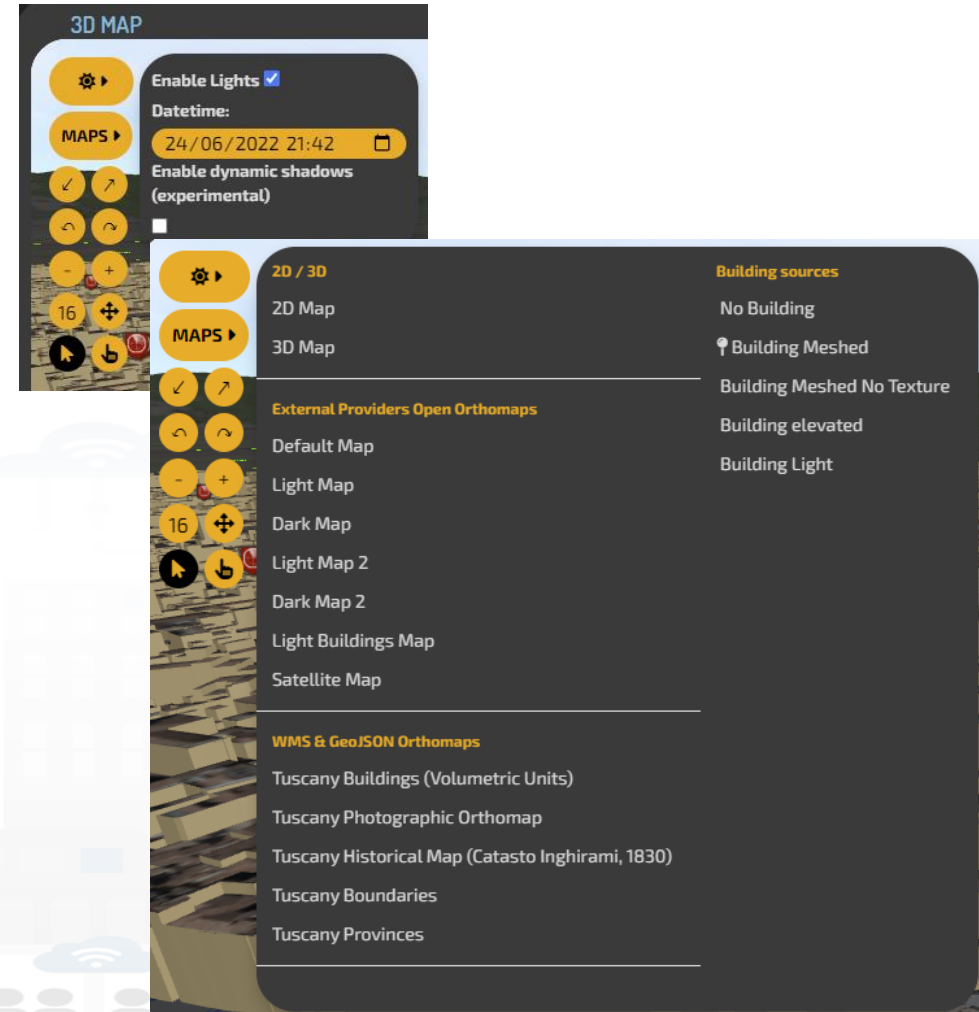 3D MAP
Enable Lights
Datetime:
MAPS
24/06/2022 21:42
Enable dynamic shadows
(experimental)
- +
16
2D / 3D
2D Map
3D Map
MAPS
External Providers Open Orthomaps
Default Map
Light Map
- +
16
Dark Map
Light Map 2
Dark Map 2
Light Buildings Map
Satellite Map
WMS & GeoJSON Orthomaps
Tuscany Buildings (Volumetric Units)
Tuscany Photographic Orthomap
Tuscany Historical Map (Catasto Inghirami, 1830)
Tuscany Boundaries
Tuscany Provinces
Building sources
No Building
Building Meshed
Building Meshed No Texture
Building elevated
Building Light